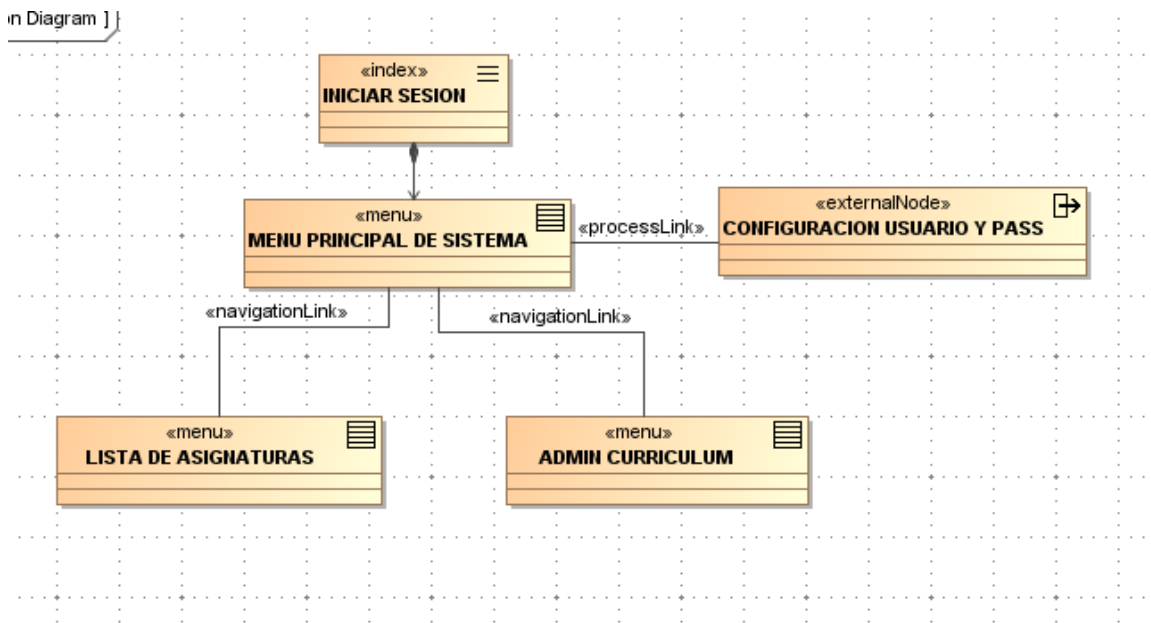 on Diagram ]
«index»
INICIAR SESION
«menu»
MENU PRINCIPAL DE SISTEMA
«processLink»
«externalNode»
CONFIGURACION USUARIO Y PASS
«navigationLink»
«navigationLink»
«menu»
LISTA DE ASIGNATURAS
«menu»
ADMIN CURRICULUM